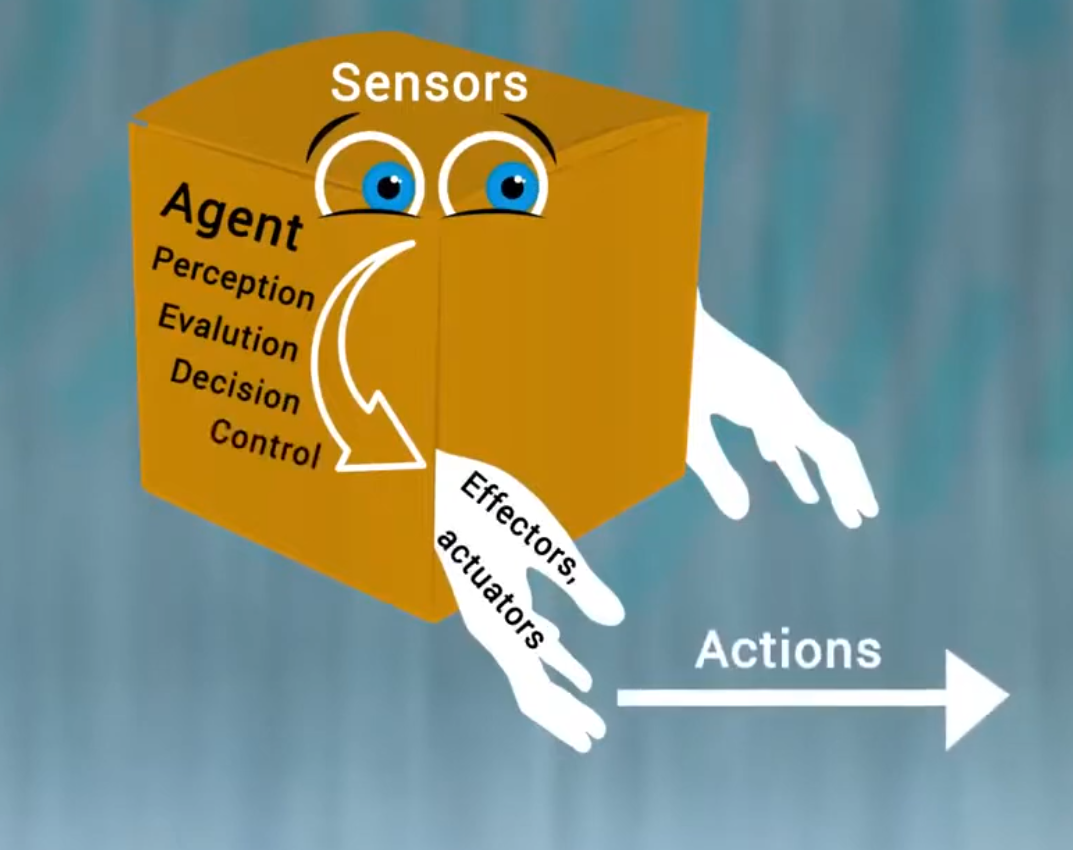 Sensors
Agent
Perception
Evalution
Decision
Control
Effectors,
actuators
Actions